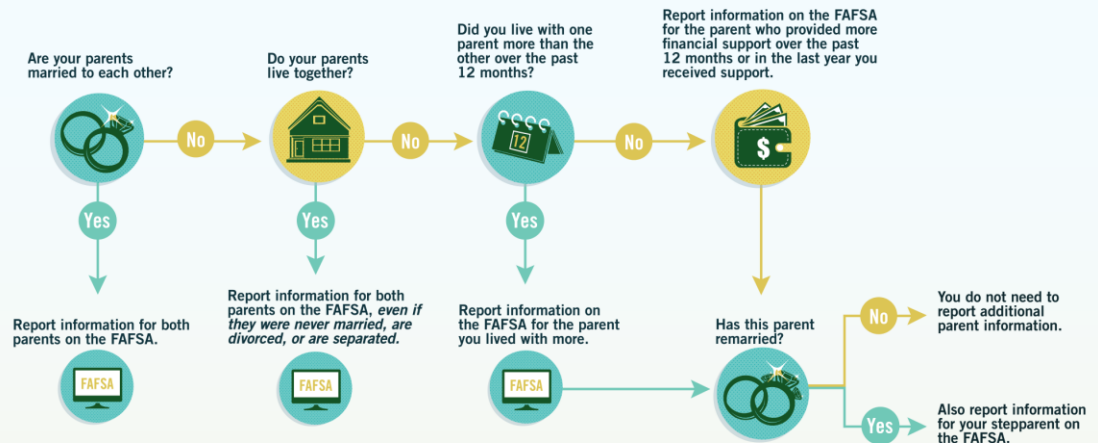 Are your parents
married to each other?
No
Yes
Report information for both
parents on the FAFSA.
FAFSA
Do your parents
live together?
No
Yes
Report information for both
parents on the FAFSA, even if
they were never married, are
divorced, or are separated.
FAFSA
Did you live with one
parent more than the
other over the past
12 months?
12
No
Yes
Report information on
the FAFSA for the parent
you lived with more.
FAFSA
Report information on the FAFSA
for the parent who provided more
financial support over the past
12 months or in the last year you
received support.
$
Has this parent
remarried?
No
You do not need to
report additional
parent information.
Yes
Also report information
for your stepparent on
the FAFSA.